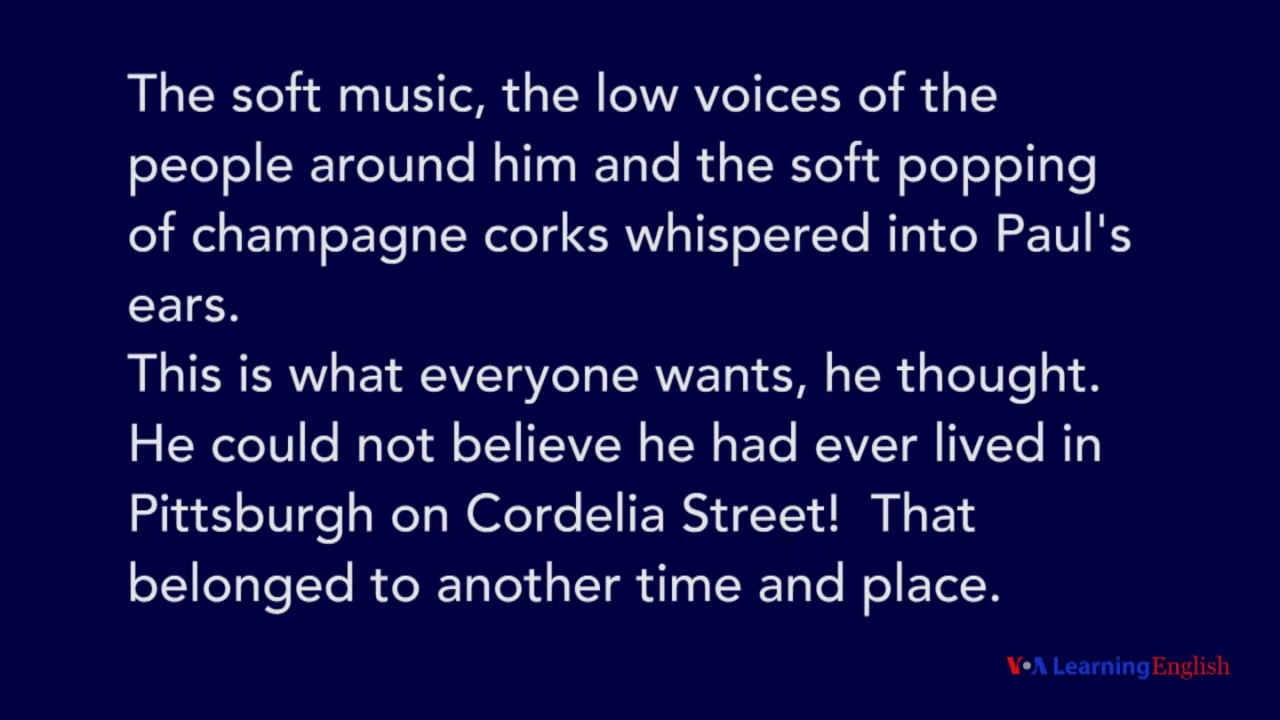 The soft music, the low voices of the
people around him and the soft popping
of champagne corks whispered into Paul's
ears.
This is what everyone wants, he thought.
He could not believe he had ever lived in
Pittsburgh on Cordelia Street!  That
belonged to another time and place.
VOA Learning English